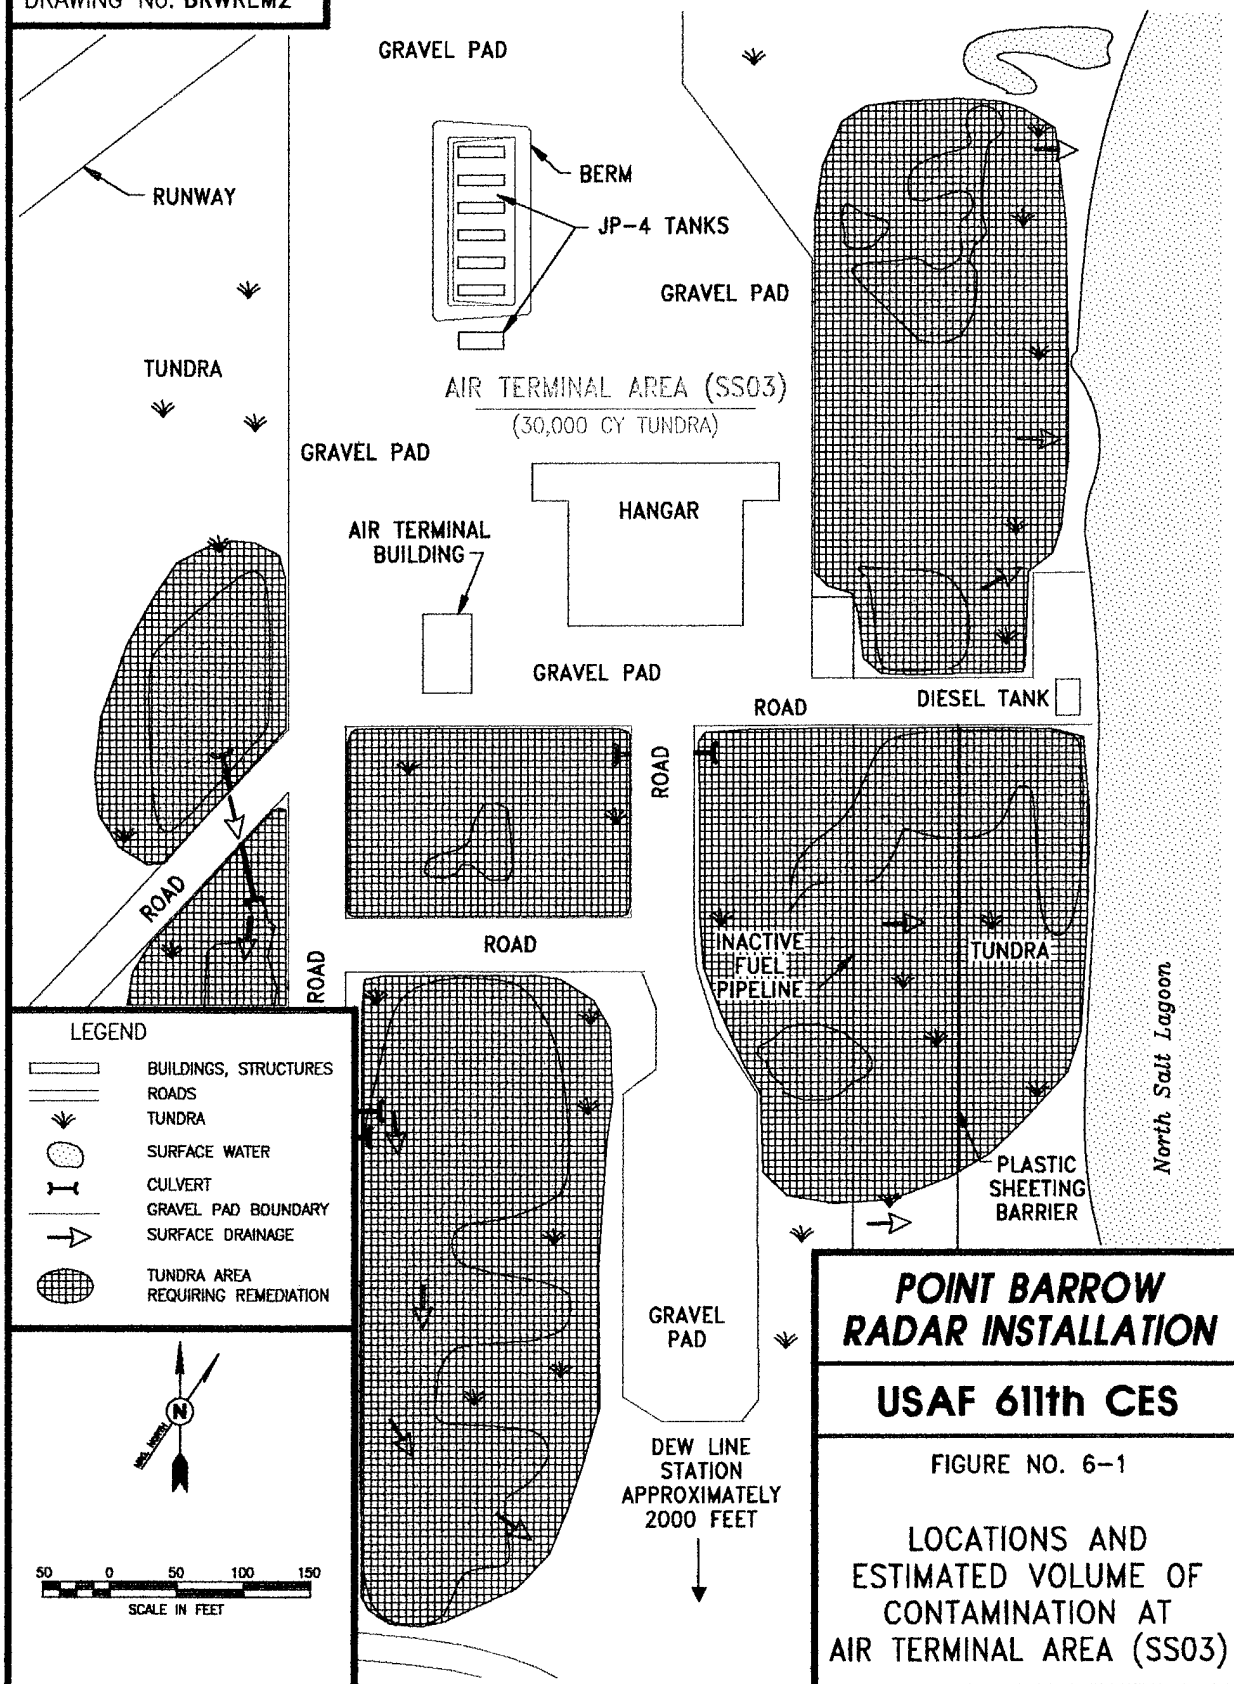 DRAWING No. BRWREM2
GRAVEL PAD
RUNWAY
BERM
JP-4 TANKS
GRAVEL PAD
TUNDRA
AIR TERMINAL AREA (SS03)
(30,000 CY TUNDRA)
GRAVEL PAD
HANGAR
AIR TERMINAL
BUILDING
GRAVEL PAD
DIESEL TANK
ROAD
ROAD
ROAD
ROAD
ROAD
INACTIVE
FUEL
PIPELINE
TUNDRA
North Salt Lagoon
PLASTIC
SHEETING
BARRIER
GRAVEL
PAD
DEW LINE
STATION
APPROXIMATELY
2000 FEET
LEGEND
BUILDINGS, STRUCTURES
ROADS
TUNDRA
SURFACE WATER
CULVERT
GRAVEL PAD BOUNDARY
SURFACE DRAINAGE
TUNDRA AREA
REQUIRING REMEDIATION
N
MAG. NORTH
50 0 50 100 150
SCALE IN FEET
POINT BARROW
RADAR INSTALLATION
USAF 611th CES
FIGURE NO. 6-1
LOCATIONS AND
ESTIMATED VOLUME OF
CONTAMINATION AT
AIR TERMINAL AREA (SS03)